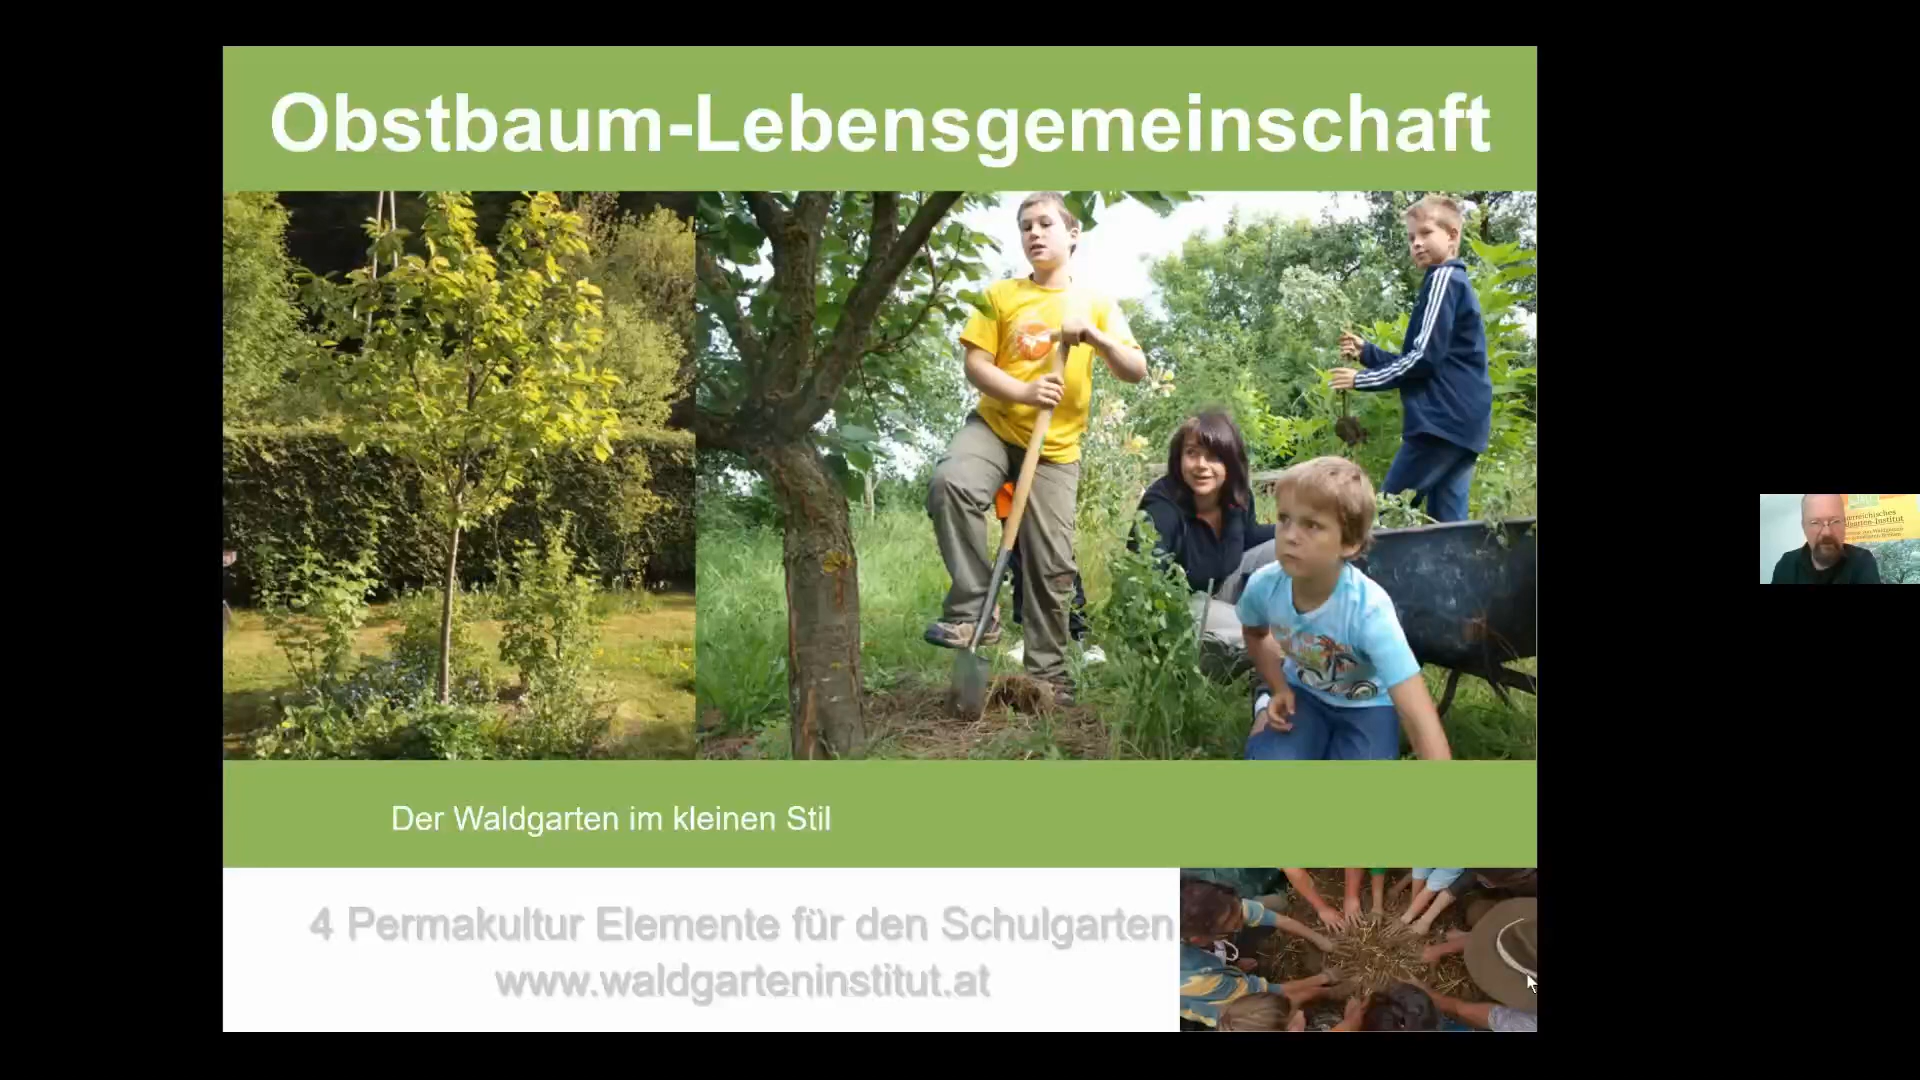 Obstbaum-Lebensgemeinschaft
Der Waldgarten im kleinen Stil
4 Permakultur Elemente für den Schulgarten
www.waldgarteninstitut.at